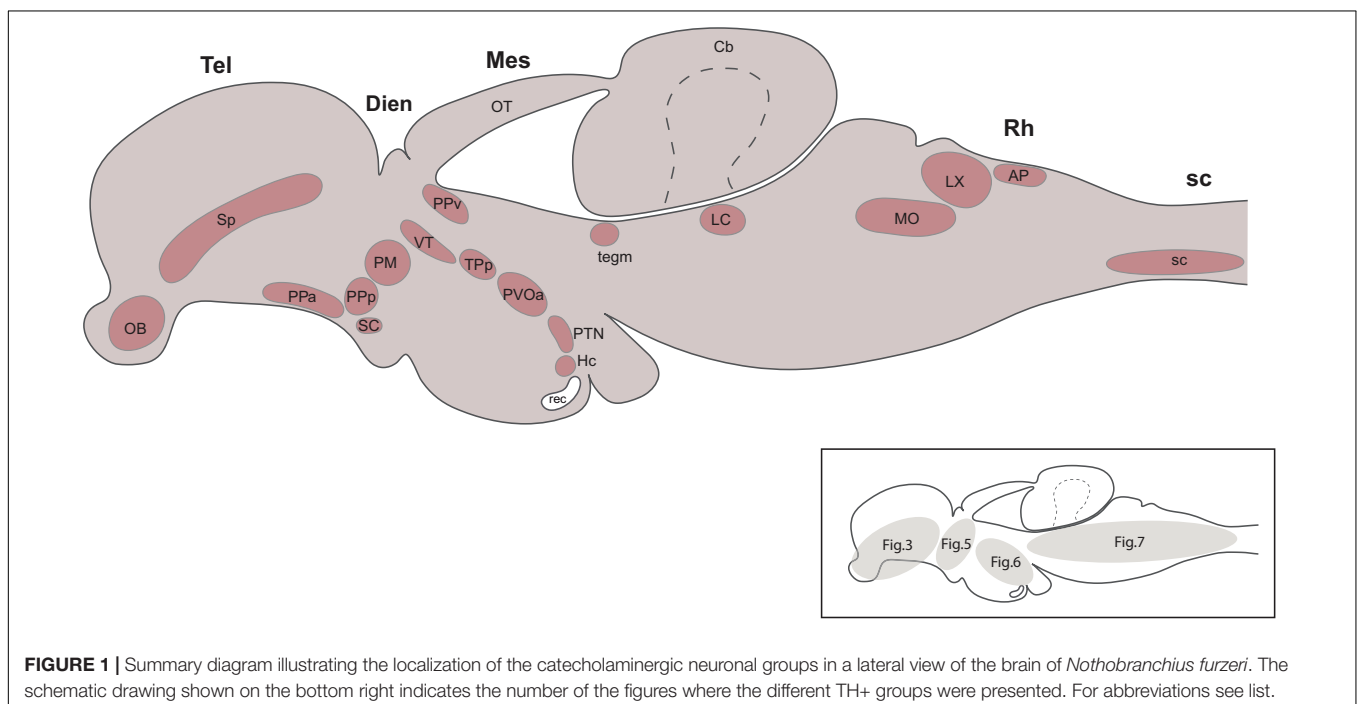 Tel
Dien
Mes
OT
Cb
Rh
sc
Sp
OB
PPa
PPp
SC
PM
VT
PPv
TPp
PVOa
PTN
Hc
rec
tegm
LC
MO
LX
AP
sc
Fig.3
Fig.5
Fig.6
Fig.7
FIGURE 1 | Summary diagram illustrating the localization of the catecholaminergic neuronal groups in a lateral view of the brain of Nothobranchius furzeri. The
schematic drawing shown on the bottom right indicates the number of the figures where the different TH+ groups were presented. For abbreviations see list.